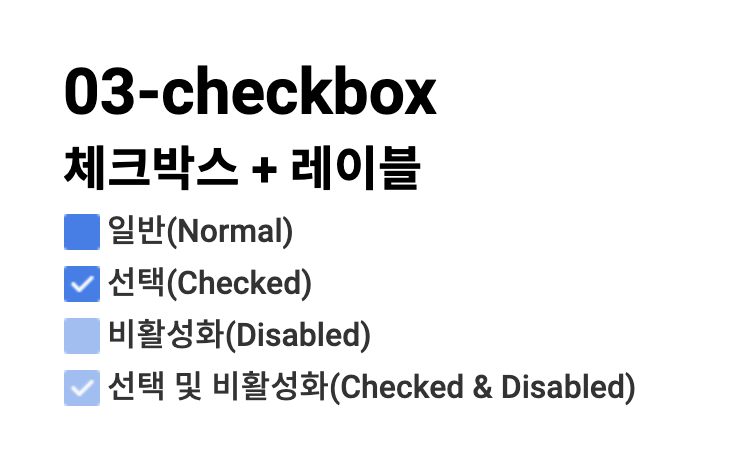 03-checkbox
체크박스 + 레이블
일반(Normal)
선택(Checked)
비활성화(Disabled)
선택 및 비활성화(Checked & Disabled)